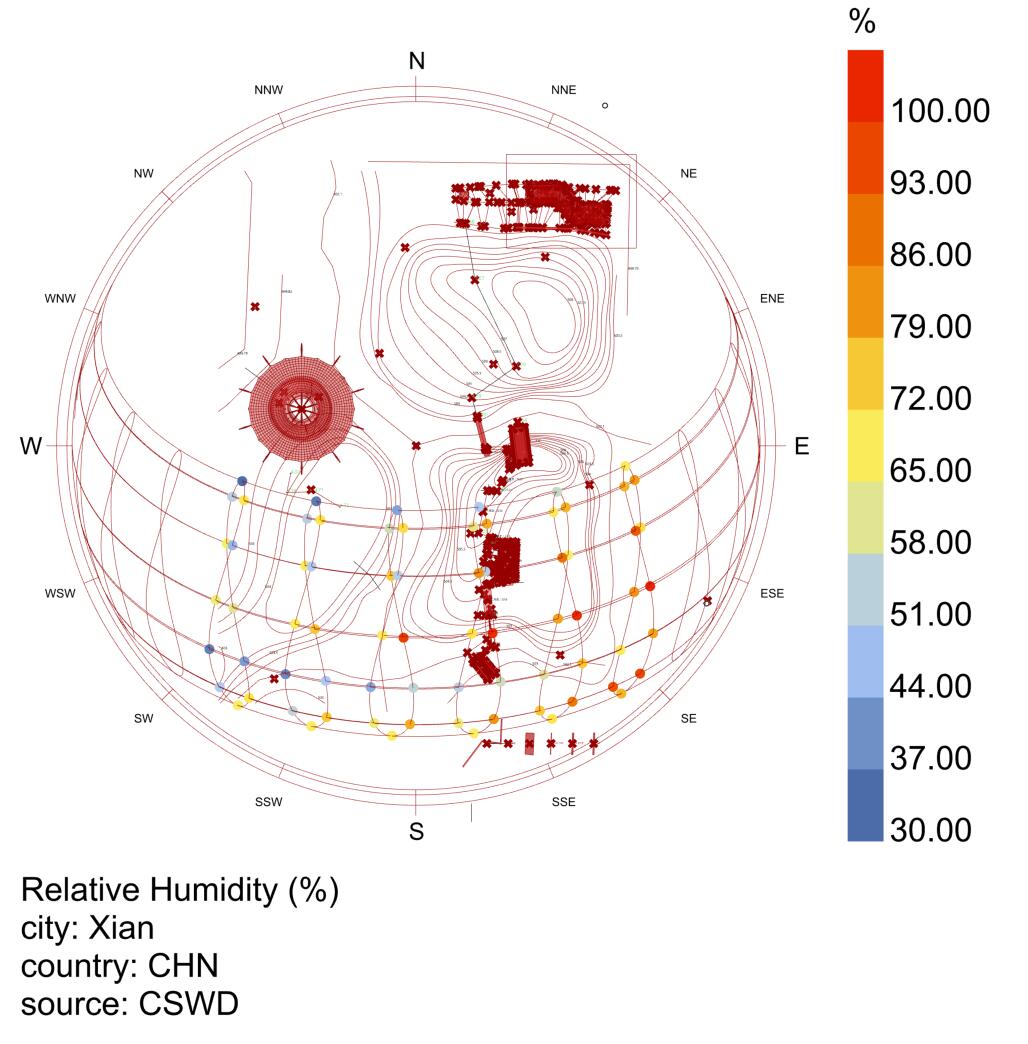 %
N
NNW
NNE
NW
NE
WNW
ENE
W
E
WSW
ESE
SW
SE
SSW
SSE
S
100.00
93.00
86.00
79.00
72.00
65.00
58.00
51.00
44.00
37.00
30.00
Relative Humidity (%)
city: Xian
country: CHN
source: CSWD